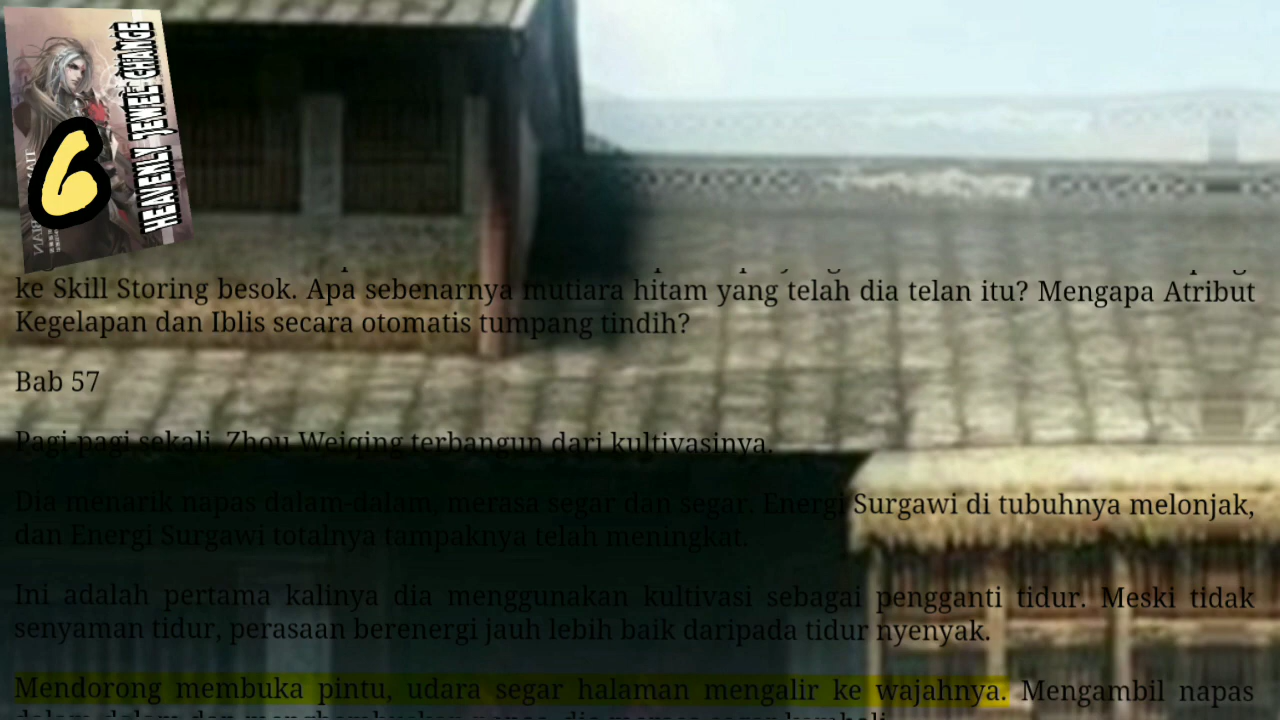 HEAVENLY JEWEL CHANGE
6
ke Skill Storing besok. Apa sebenarnya mutiara hitam yang telah dia telan itu? Mengapa Atribut
Kegelapan dan Iblis secara otomatis tumpang tindih?
Bab 57
Pagi-pagi sekali, Zhou Weiqing terbangun dari kultivasinya.
Dia menarik napas dalam-dalam, merasa segar dan segar. Energi Surgawi di tubuhnya melonjak,
dan Energi Surgawi totalnya tampaknya telah meningkat.
Ini adalah pertama kalinya dia menggunakan kultivasi sebagai pengganti tidur. Meski tidak
senyaman tidur, perasaan berenergi jauh lebih baik daripada tidur nyenyak.
Mendorong membuka pintu, udara segar halaman mengalir ke wajahnya. Mengambil napas